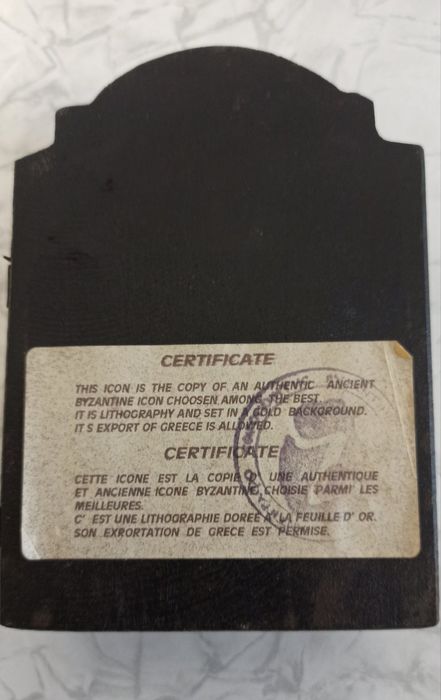 CERTIFICATE
THIS ICON IS THE COPY OF AN AUTHENTIC ANCIENT
BYZANTINE ICON CHOOSEN AMONG THE BEST.
IT IS LITHOGRAPHY AND SET IN A GOLD BACKGROUND.
IT S EXPORT OF GREECE IS ALLOWED.
CERTIFICATE
CETTE ICONE EST LA COPIE D' UNE AUTHENTIQUE
ET ANCIENNE ICONE BYZANTINE CHOISIE PARMI LES
MEILLEURES.
C' EST UNE LITHOGRAPHIE DOREE A LA FEUILLE D' OR.
SON EXRORTATION DE GRECE EST PERMISE.